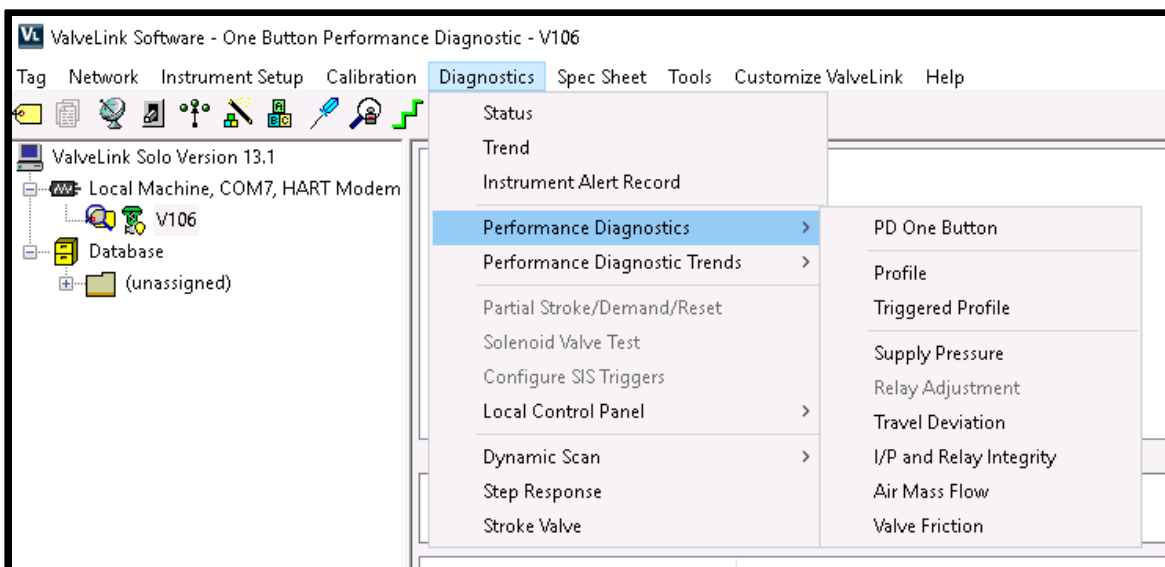 VL ValveLink Software - One Button Performance Diagnostic - V106
Tag Network Instrument Setup Calibration Diagnostics Spec Sheet Tools Customize ValveLink Help
A
B C
ValveLink Solo Version 13.1
Local Machine, COM7, HART Modem
V106
Database
(unassigned)
Status
Trend
Instrument Alert Record
Performance Diagnostics
Performance Diagnostic Trends
Partial Stroke/Demand/Reset
Solenoid Valve Test
Configure SIS Triggers
Local Control Panel
Dynamic Scan
Step Response
Stroke Valve
PD One Button
Profile
Triggered Profile
Supply Pressure
Relay Adjustment
Travel Deviation
I/P and Relay Integrity
Air Mass Flow
Valve Friction